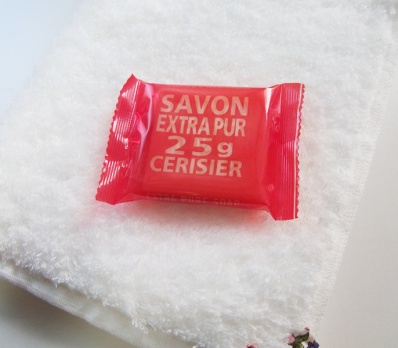 SAVON
EXTRA PUR
25g
CERISIER